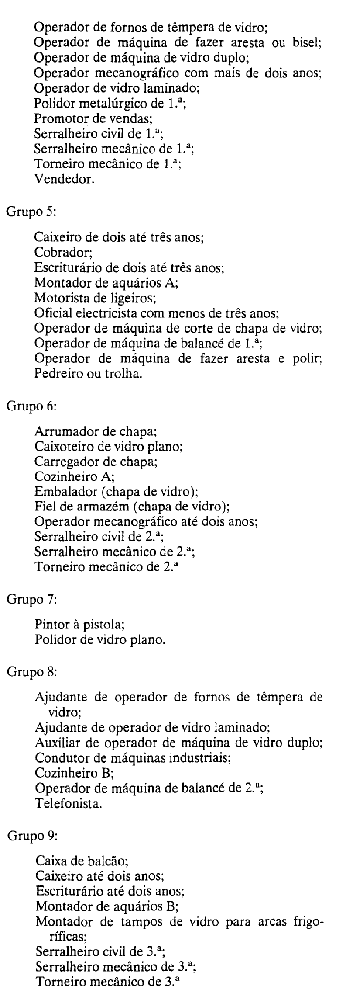 Operador de fornos de têmpera de vidro;
Operador de máquina de fazer aresta ou bisel;
Operador de máquina de vidro duplo;
Operador mecanográfico com mais de dois anos;
Operador de vidro laminado;
Polidor metalúrgico de 1.ª;
Promotor de vendas;
Serralheiro civil de 1.ª;
Serralheiro mecânico de 1.ª;
Torneiro mecânico de 1.ª;
Vendedor.
Grupo 5:
Caixeiro de dois até três anos;
Cobrador;
Escriturário de dois até três anos;
Montador de aquários A;
Motorista de ligeiros;
Oficial electricista com menos de três anos;
Operador de máquina de corte de chapa de vidro;
Operador de máquina de balancé de 1.ª;
Operador de máquina de fazer aresta e polir;
Pedreiro ou trolha.
Grupo 6:
Arrumador de chapa;
Caixoteiro de vidro plano;
Carregador de chapa;
Cozinheiro A;
Embalador (chapa de vidro);
Fiel de armazém (chapa de vidro);
Operador mecanográfico até dois anos;
Serralheiro civil de 2.ª;
Serralheiro mecânico de 2.ª;
Torneiro mecânico de 2.ª
Grupo 7:
Pintor à pistola;
Polidor de vidro plano.
Grupo 8:
Ajudante de operador de fornos de têmpera de
vidro;
Ajudante de operador de vidro laminado;
Auxiliar de operador de máquina de vidro duplo;
Condutor de máquinas industriais;
Cozinheiro B;
Operador de máquina de balancé de 2.ª;
Telefonista.
Grupo 9:
Caixa de balcão;
Caixeiro até dois anos;
Escriturário até dois anos;
Montador de aquários B;
Montador de tampos de vidro para arcas frigo-
ríficas;
Serralheiro civil de 3.ª;
Serralheiro mecânico de 3.ª;
Torneiro mecânico de 3.ª